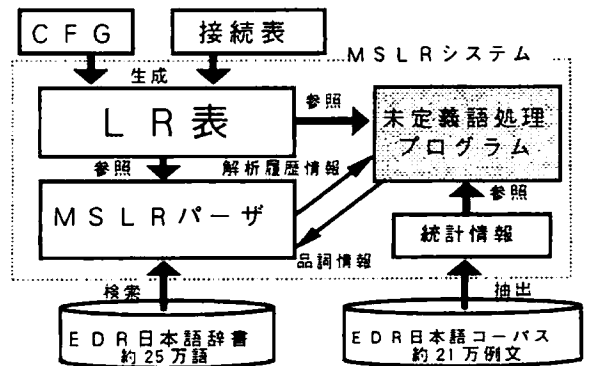 CFG
接続表
MSLRシステム
生成
LR表
参照
未定義語処理
プログラム
参照
解析履歴情報
参照
MSLRパーザ
統計情報
品詞情報
検索
抽出
EDR日本語辞書
約25万語
EDR日本語コーパス
約21万例文